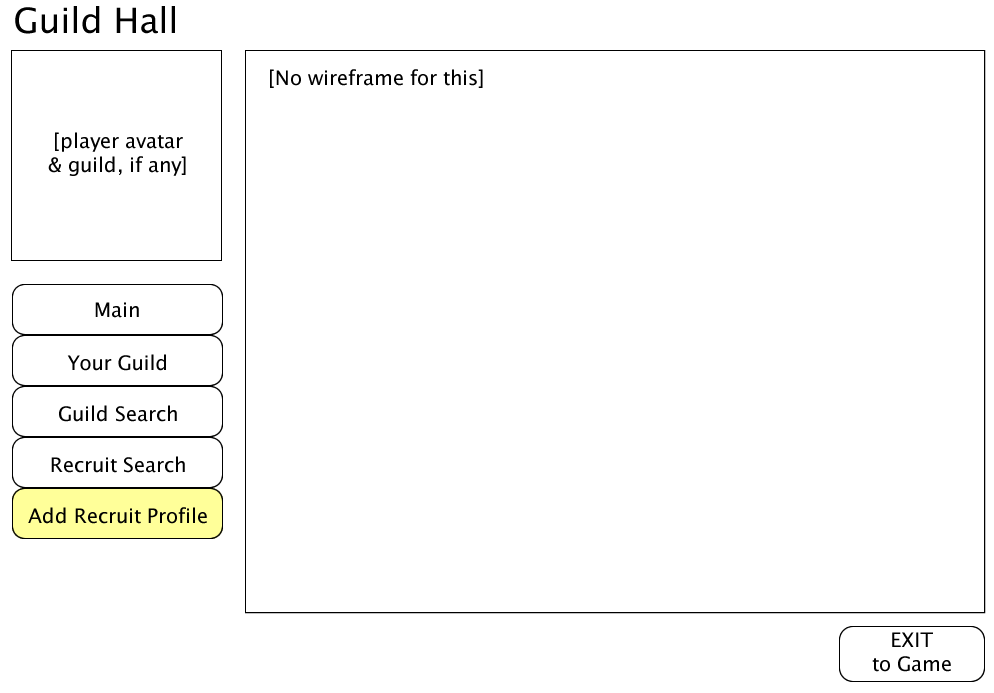 Guild Hall
[player avatar
& guild, if any]
[No wireframe for this]
Main
Your Guild
Guild Search
Recruit Search
Add Recruit Profile
EXIT
to Game